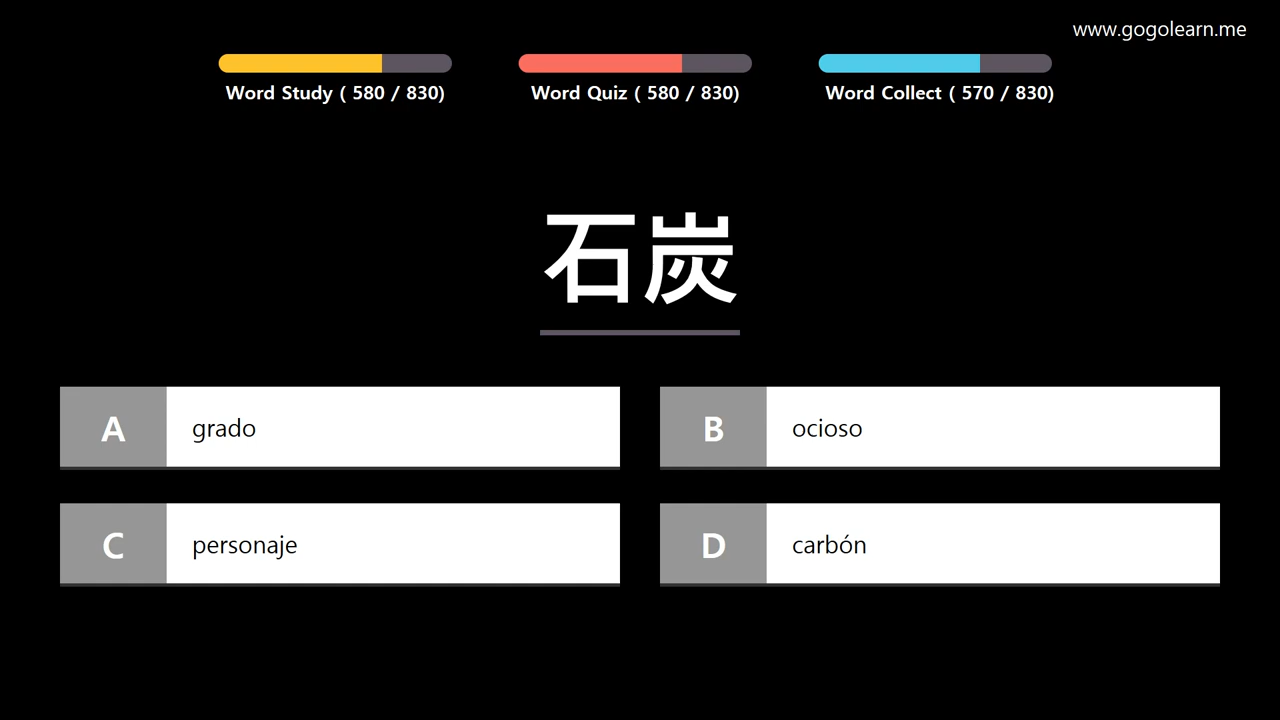 www.gogolearn.me
Word Study ( 580 / 830)
Word Quiz ( 580 / 830)
Word Collect ( 570 / 830)
石炭
A grado
B ocioso
C personaje
D carbón